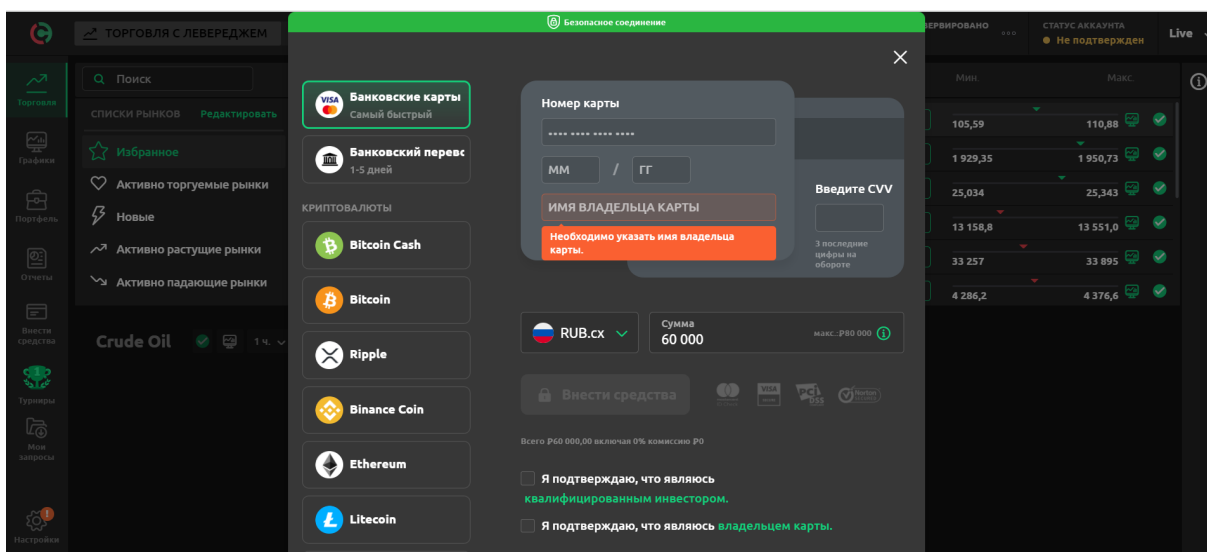 Безопасное соединение
ТОРГОВЛЯ С ЛЕВЕРЕДЖЕМ
ЕРВИРОВАНО
СТАТУС АККАУНТА
Не подтвержден
Live
Торговля
Графики
Портфель
Отчеты
Внести
средства
1
Турниры
Мои
запросы
Настройки
Поиск
СПИСКИ РЫНКОВ Редактировать
Избранное
Активно торгуемые рынки
Новые
Активно растущие рынки
Активно падающие рынки
Crude Oil 1 ч.
VISA
Банковские карты
Самый быстрый
Банковский перевс
1-5 дней
КРИПТОВАЛЮТЫ
Bitcoin Cash
Bitcoin
Ripple
Binance Coin
Ethereum
Litecoin
Номер карты
ММ / ГГ
ИМЯ ВЛАДЕЛЬЦА КАРТЫ
Необходимо указать имя владельца
карты.
Введите CVV
3 последние
цифры на
обороте
RUB.cx
Сумма
60 000
макс.:₽80 000
Внести средства
VISA
PCI
DSS
Norton
Всего ₽60 000,00 включая 0% комиссию ₽0
Я подтверждаю, что являюсь
квалифицированным инвестором.
Я подтверждаю, что являюсь владельцем карты.
Мин. Макс.
105,59 110,88
1 929,35 1 950,73
25,034 25,343
13 158,8 13 551,0
33 257 33 895
4 286,2 4 376,6